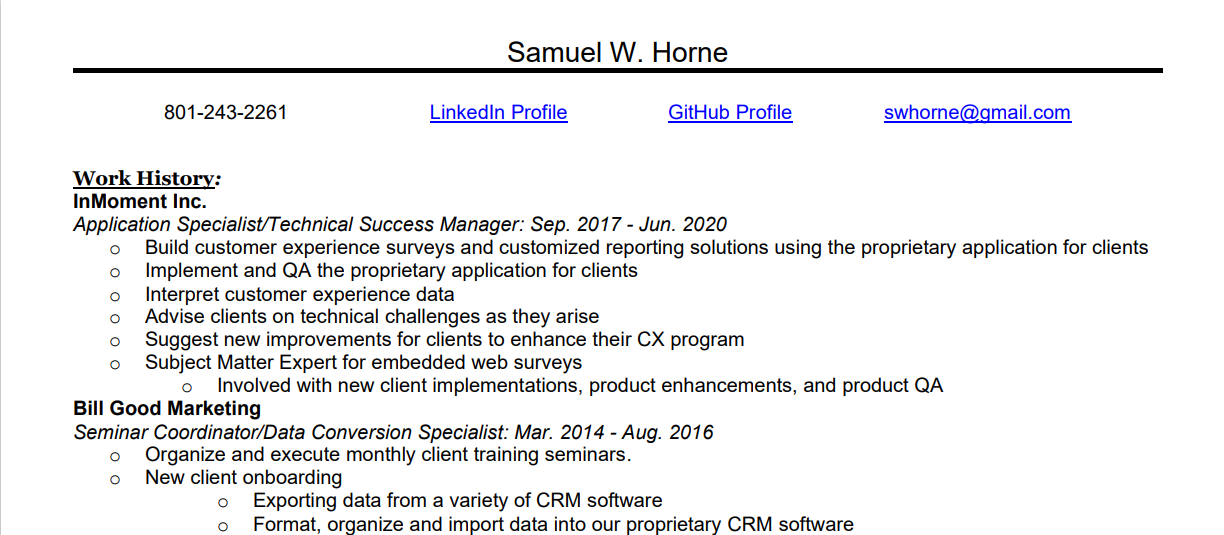 Samuel W. Horne
801-243-2261 LinkedIn Profile GitHub Profile swhorne@gmail.com
Work History:
InMoment Inc.
Application Specialist/Technical Success Manager: Sep. 2017 - Jun. 2020
o Build customer experience surveys and customized reporting solutions using the proprietary application for clients
o Implement and QA the proprietary application for clients
o Interpret customer experience data
o Advise clients on technical challenges as they arise
o Suggest new improvements for clients to enhance their CX program
o Subject Matter Expert for embedded web surveys
o Involved with new client implementations, product enhancements, and product QA
Bill Good Marketing
Seminar Coordinator/Data Conversion Specialist: Mar. 2014 - Aug. 2016
o Organize and execute monthly client training seminars.
o New client onboarding
o Exporting data from a variety of CRM software
o Format, organize and import data into our proprietary CRM software